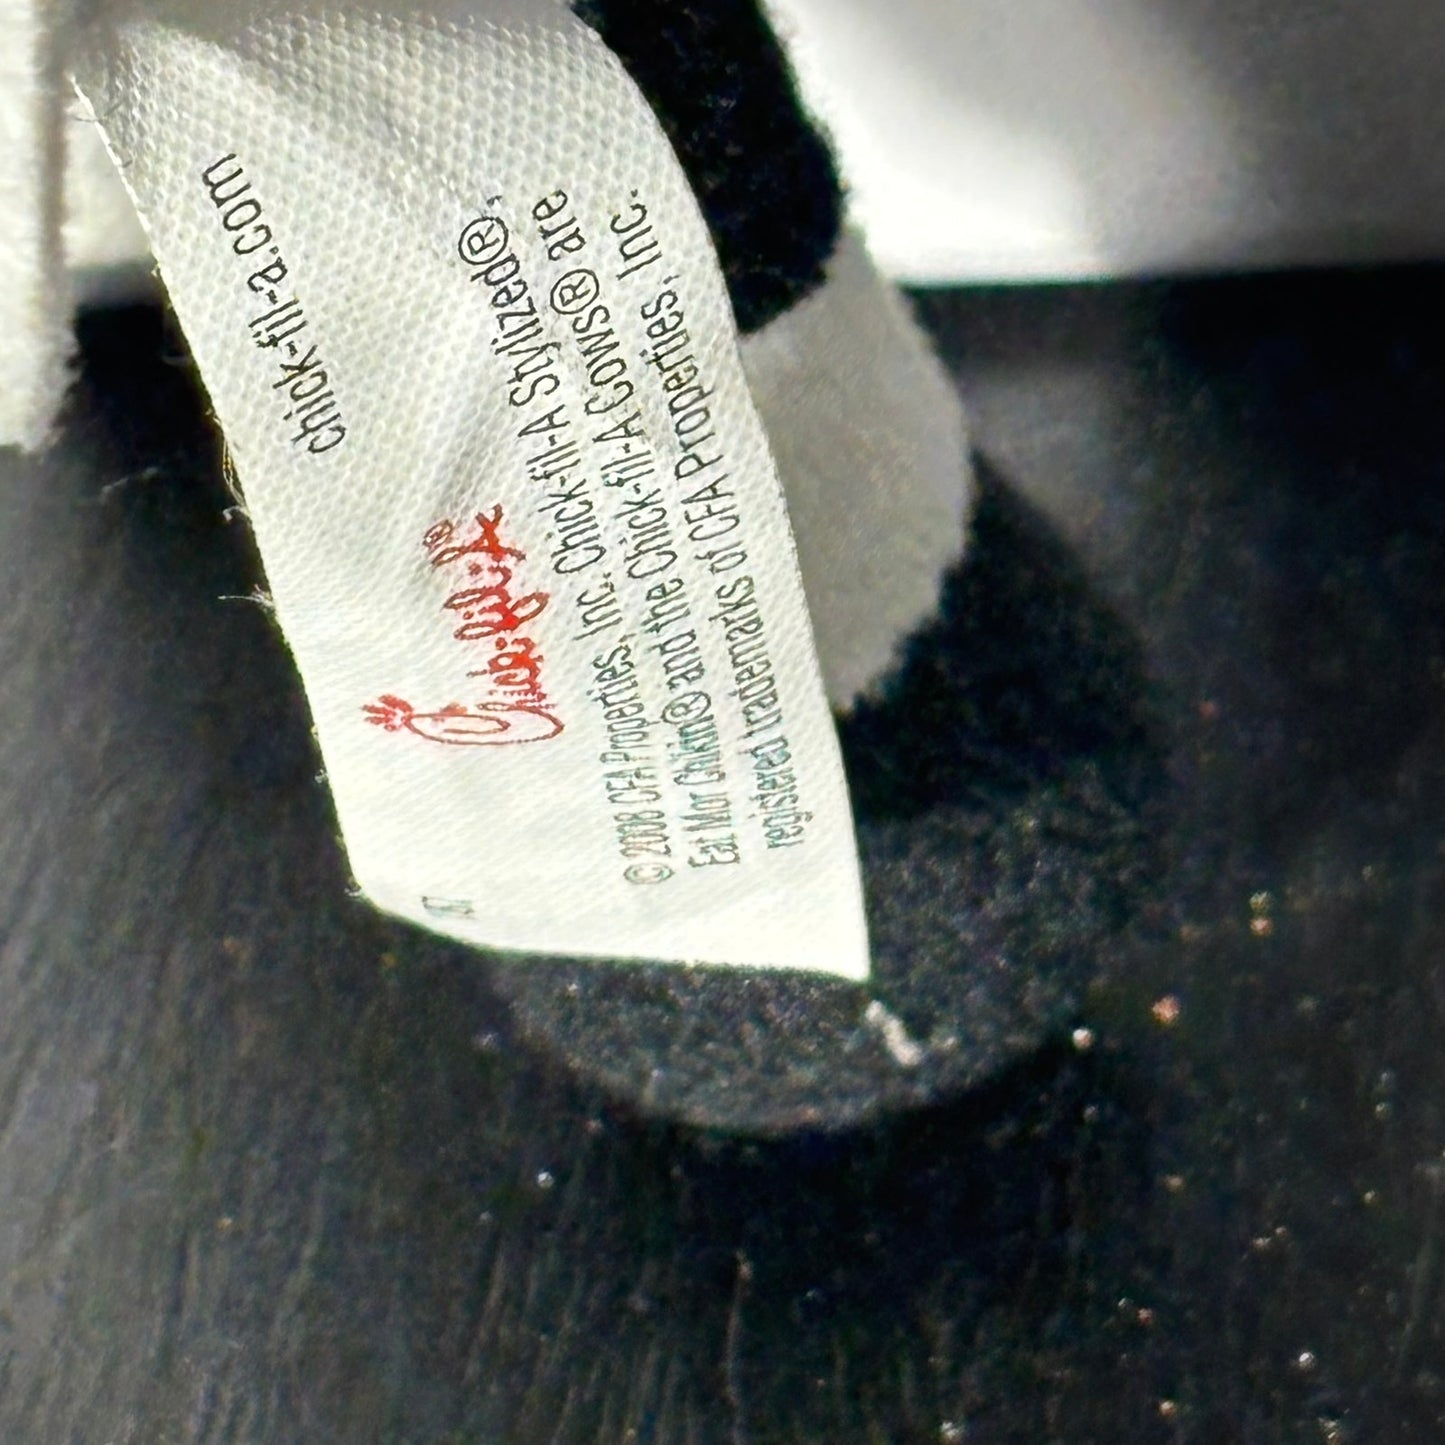 chick-fil-a.com
Chick-fil-A®
©2008 CFA Properties, Inc. Chick-fil-A Stylized®,
Eat Mor Chikin® and the Chick-fil-A Cows® are
registered trademarks of CFA Properties, Inc.